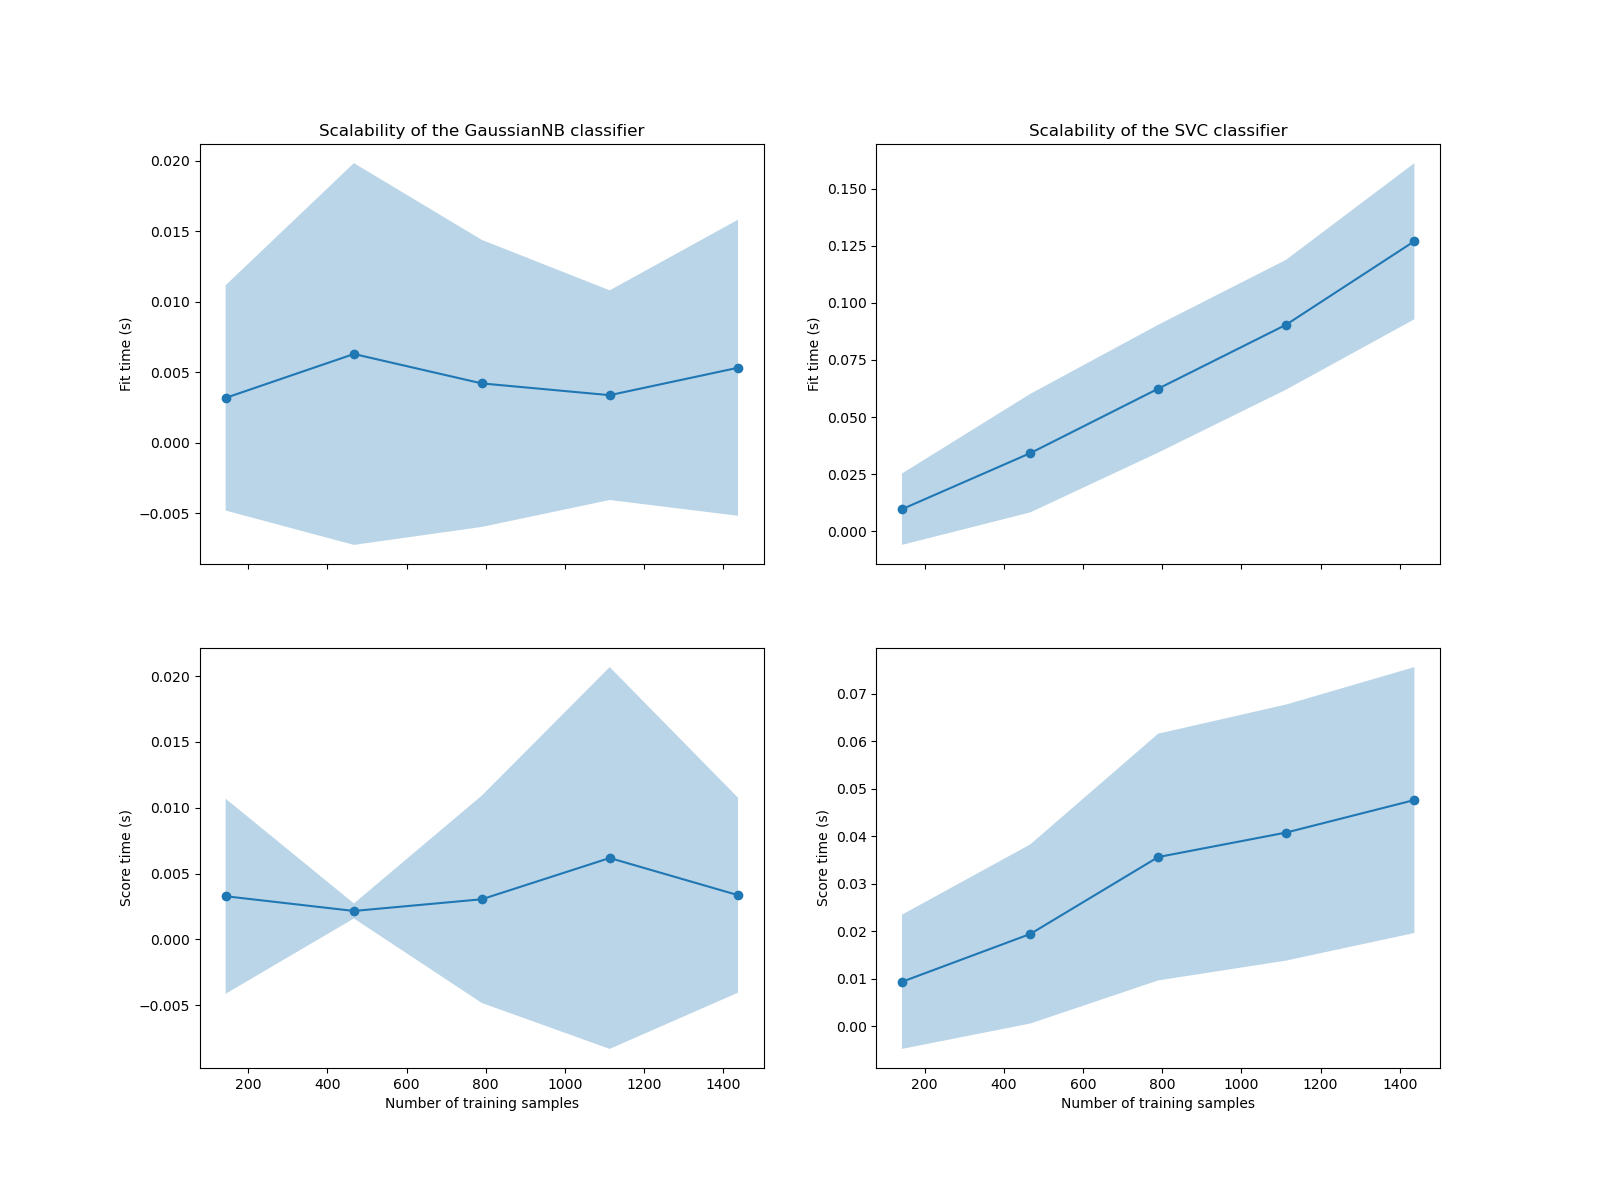 Scalability of the GaussianNB classifier
0.020
0.015
0.010
0.005
0.000
−0.005
Fit time (s)
Scalability of the SVC classifier
0.150
0.125
0.100
0.075
0.050
0.025
0.000
Fit time (s)
0.020
0.015
0.010
0.005
0.000
−0.005
Score time (s)
200 400 600 800 1000 1200 1400
Number of training samples
0.07
0.06
0.05
0.04
0.03
0.02
0.01
0.00
Score time (s)
200 400 600 800 1000 1200 1400
Number of training samples